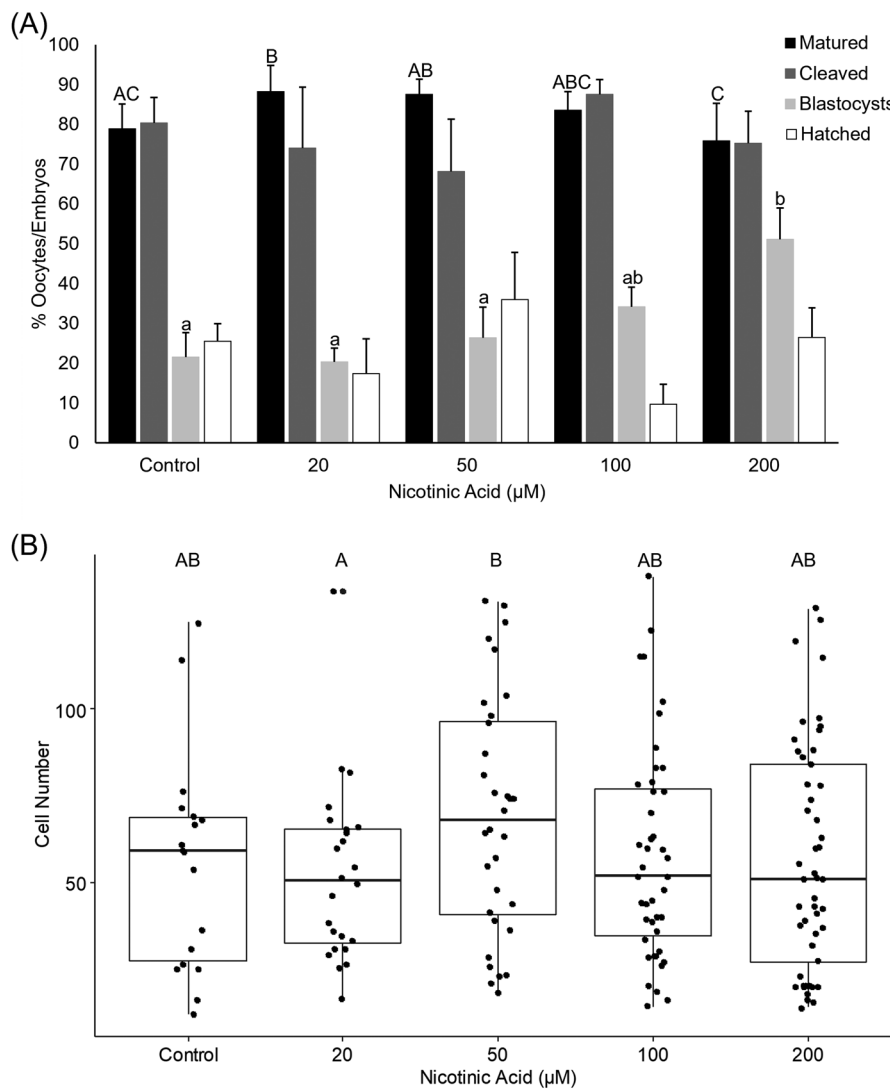 (A)
100
90
80
70
60
50
40
30
20
10
0
% Oocytes/Embryos
Matured
Cleaved
Blastocysts
Hatched
AC
B
AB
ABC
C
a
a
a
ab
b
Control 20 50 100 200
Nicotinic Acid (µM)
(B)
AB A B AB AB
100
50
Cell Number
Control 20 50 100 200
Nicotinic Acid (µM)